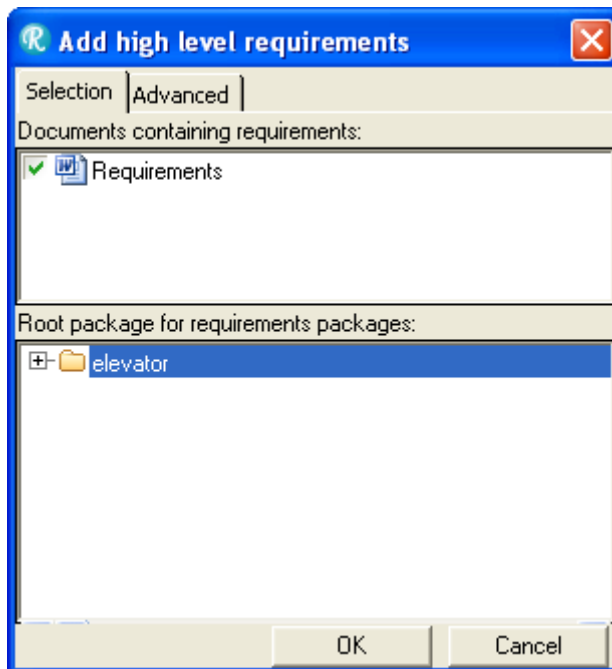 Add high level requirements
Selection Advanced
Documents containing requirements:
Requirements
Root package for requirements packages:
elevator
OK Cancel